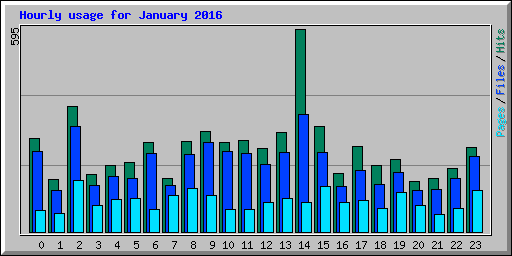 Hourly usage for January 2016
595
Pages / Files / Hits
0 1 2 3 4 5 6 7 8 9 10 11 12 13 14 15 16 17 18 19 20 21 22 23